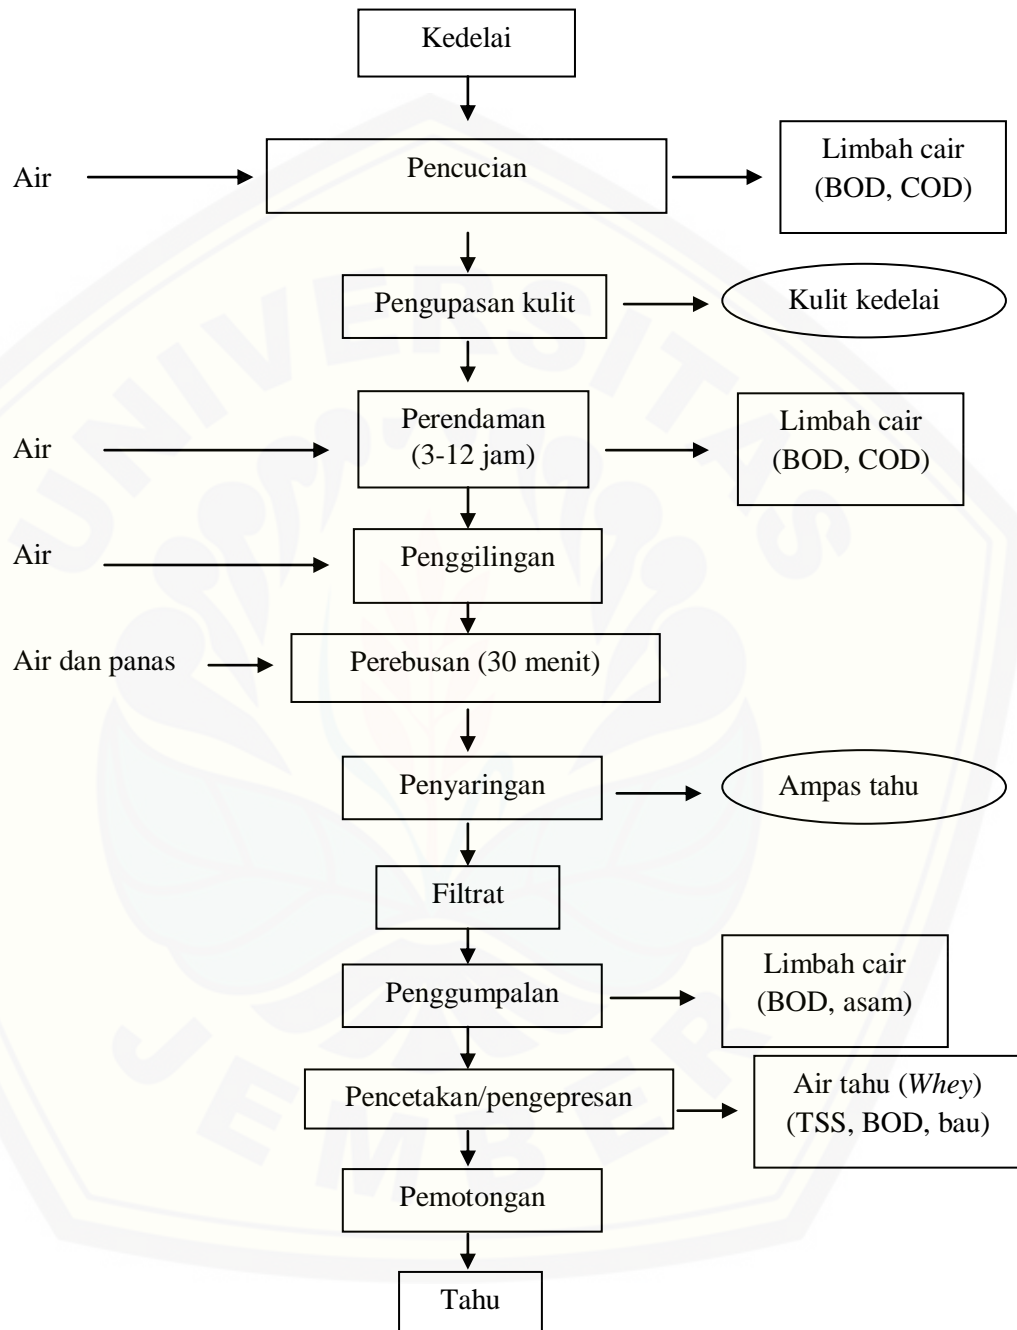 Kedelai
Air
Pencucian
Limbah cair
(BOD, COD)
Pengupasan kulit
Kulit kedelai
Air
Perendaman
(3-12 jam)
Limbah cair
(BOD, COD)
Air
Penggilingan
Air dan panas
Perebusan (30 menit)
Penyaringan
Ampas tahu
Filtrat
Penggumpalan
Limbah cair
(BOD, asam)
Pencetakan/pengepresan
Air tahu (Whey)
(TSS, BOD, bau)
Pemotongan
Tahu
UNIVERSITAS
JEMBER